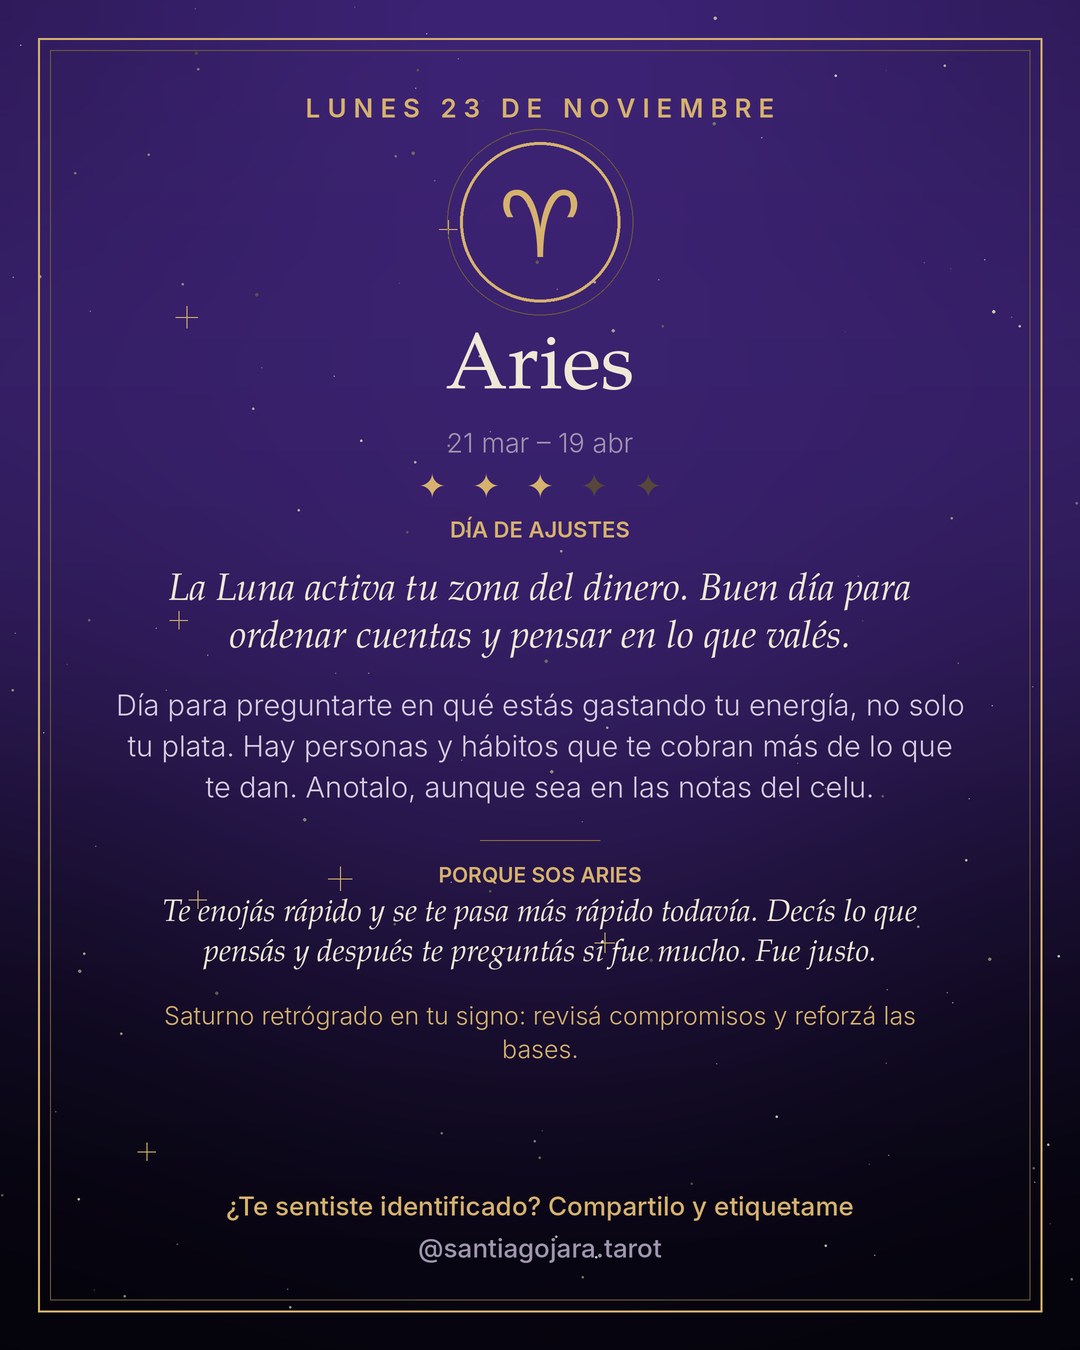 LUNES 23 DE NOVIEMBRE
Aries
21 mar – 19 abr
DÍA DE AJUSTES
La Luna activa tu zona del dinero. Buen día para
ordenar cuentas y pensar en lo que valés.
Día para preguntarte en qué estás gastando tu energía, no solo
tu plata. Hay personas y hábitos que te cobran más de lo que
te dan. Anotalo, aunque sea en las notas del celu.
PORQUE SOS ARIES
Te enojás rápido y se te pasa más rápido todavía. Decís lo que
pensás y después te preguntás si fue mucho. Fue justo.
Saturno retrógrado en tu signo: revisá compromisos y reforzá las
bases.
¿Te sentiste identificado? Compartilo y etiquetame
@santiagojara.tarot